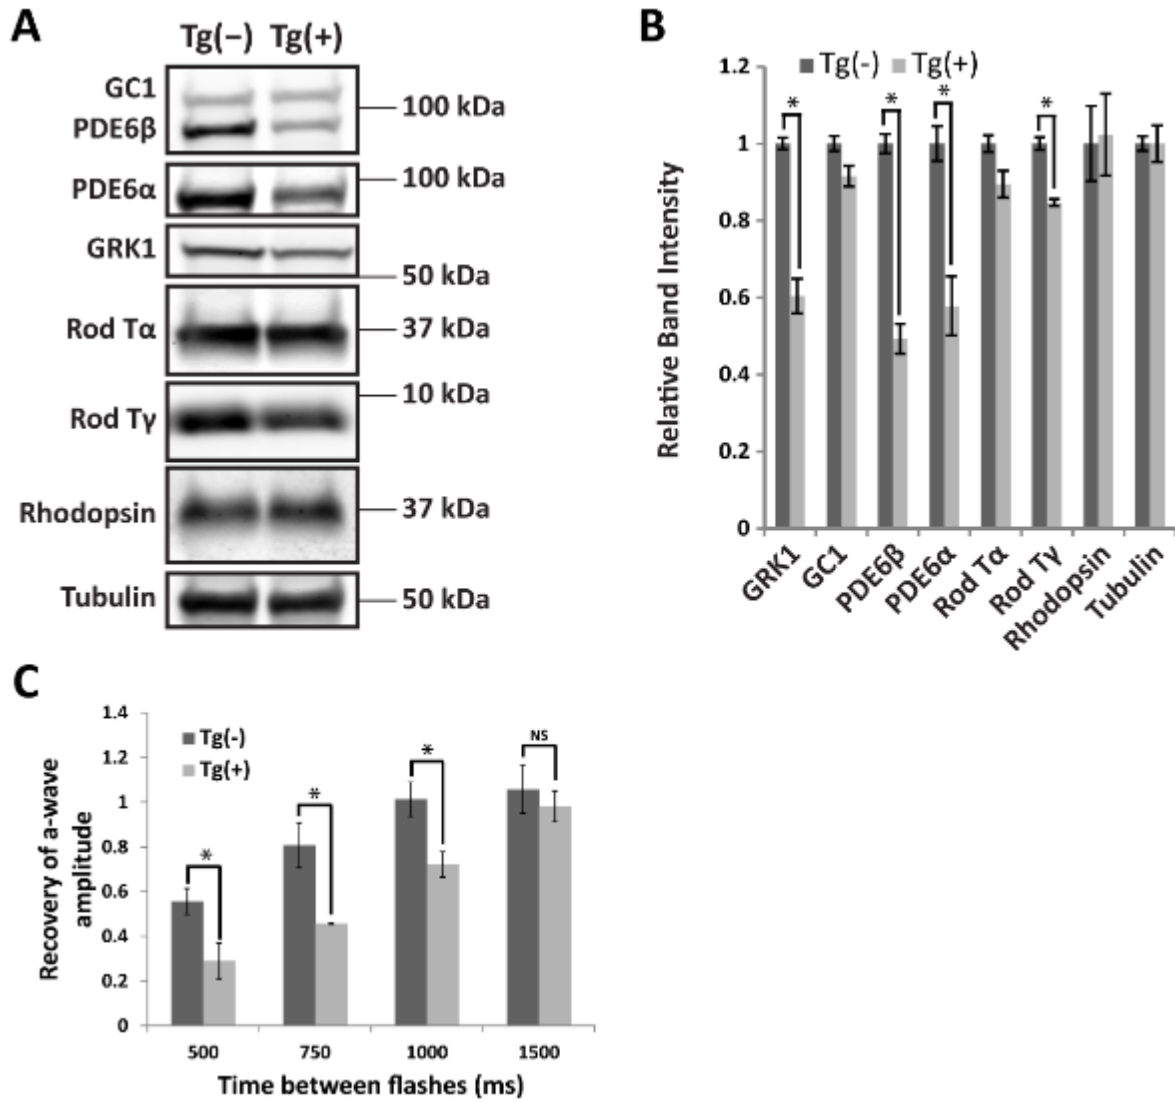 A
Tg(−) Tg(+)
GC1
100 kDa
PDE6β
100 kDa
PDE6α
GRK1
50 kDa
Rod Tα
37 kDa
10 kDa
Rod Tγ
Rhodopsin
37 kDa
Tubulin
50 kDa
B
Tg(-) Tg(+)
Relative Band Intensity
1.2
1
0.8
0.6
0.4
0.2
0
* * * *
GRK1
GC1
PDE6β
PDE6α
Rod Tα
Rod Tγ
Rhodopsin
Tubulin
C
Tg(-)
Tg(+)
Recovery of a-wave
amplitude
1.4
1.2
1
0.8
0.6
0.4
0.2
0
* * * NS
500 750 1000 1500
Time between flashes (ms)